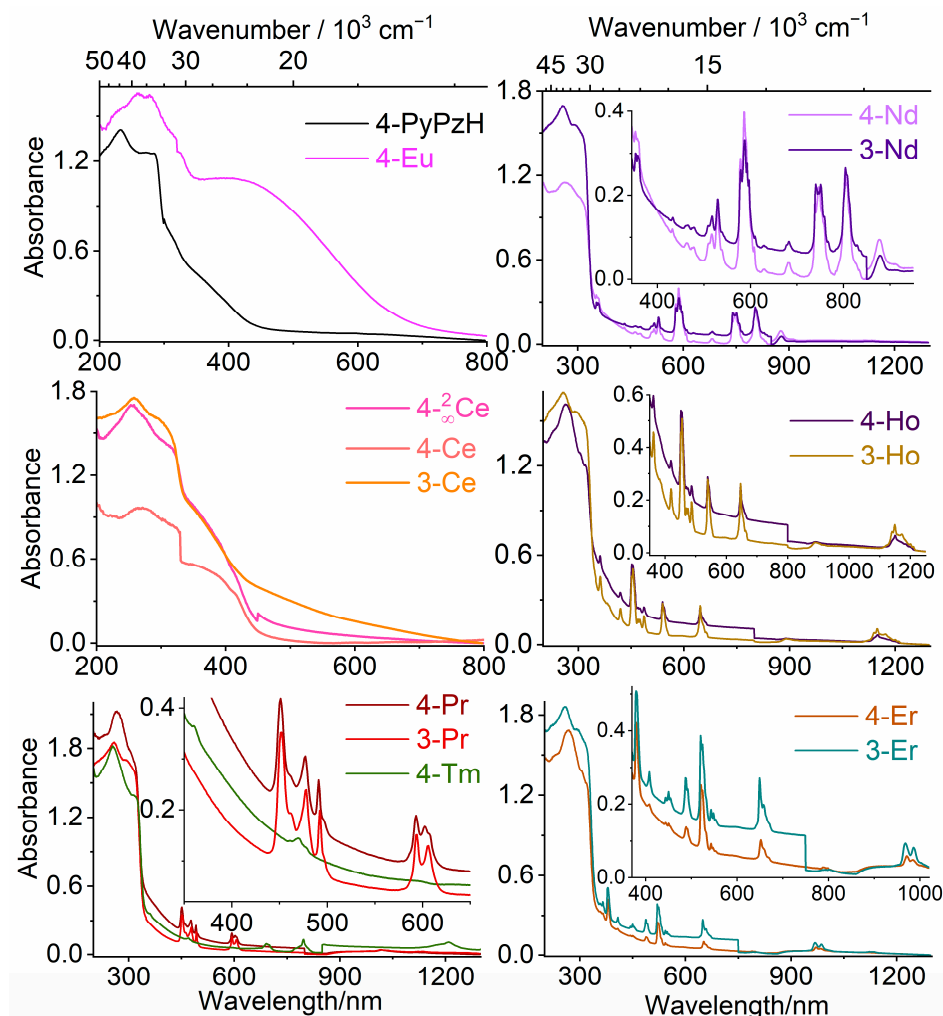 Wavenumber / 10³ cm⁻¹
50 40 30 20
Absorbance
1.2
0.6
0.0
4-PyPzH
4-Eu
200 400 600 800
Wavenumber / 10³ cm⁻¹
45 30 15
1.8
1.2
0.6
0.0
4-Nd
3-Nd
0.4
0.2
0.0
400 600 800
300 600 900 1200
Absorbance
1.8
1.2
0.6
0.0
4-²∞Ce
4-Ce
3-Ce
200 400 600 800
1.2
0.6
0.0
4-Ho
3-Ho
0.6
0.4
0.2
0.0
400 600 800 1000 1200
300 600 900 1200
Absorbance
1.8
1.2
0.6
0.0
4-Pr
3-Pr
4-Tm
0.4
0.2
400 500 600
300 600 900 1200
Wavelength/nm
1.8
1.2
0.6
0.0
4-Er
3-Er
0.4
0.2
0.0
400 600 800 1000
300 600 900 1200
Wavelength/nm